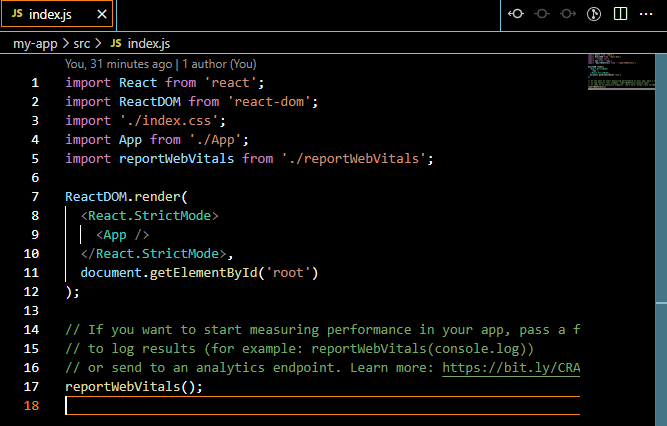 JS index.js ×
my-app > src > JS index.js
You, 31 minutes ago | 1 author (You)
1 import React from 'react';
2 import ReactDOM from 'react-dom';
3 import './index.css';
4 import App from './App';
5 import reportWebVitals from './reportWebVitals';
6
7 ReactDOM.render(
8   <React.StrictMode>
9     <App />
10   </React.StrictMode>,
11   document.getElementById('root')
12 );
13
14 // If you want to start measuring performance in your app, pass a f
15 // to log results (for example: reportWebVitals(console.log))
16 // or send to an analytics endpoint. Learn more: https://bit.ly/CRA
17 reportWebVitals();
18